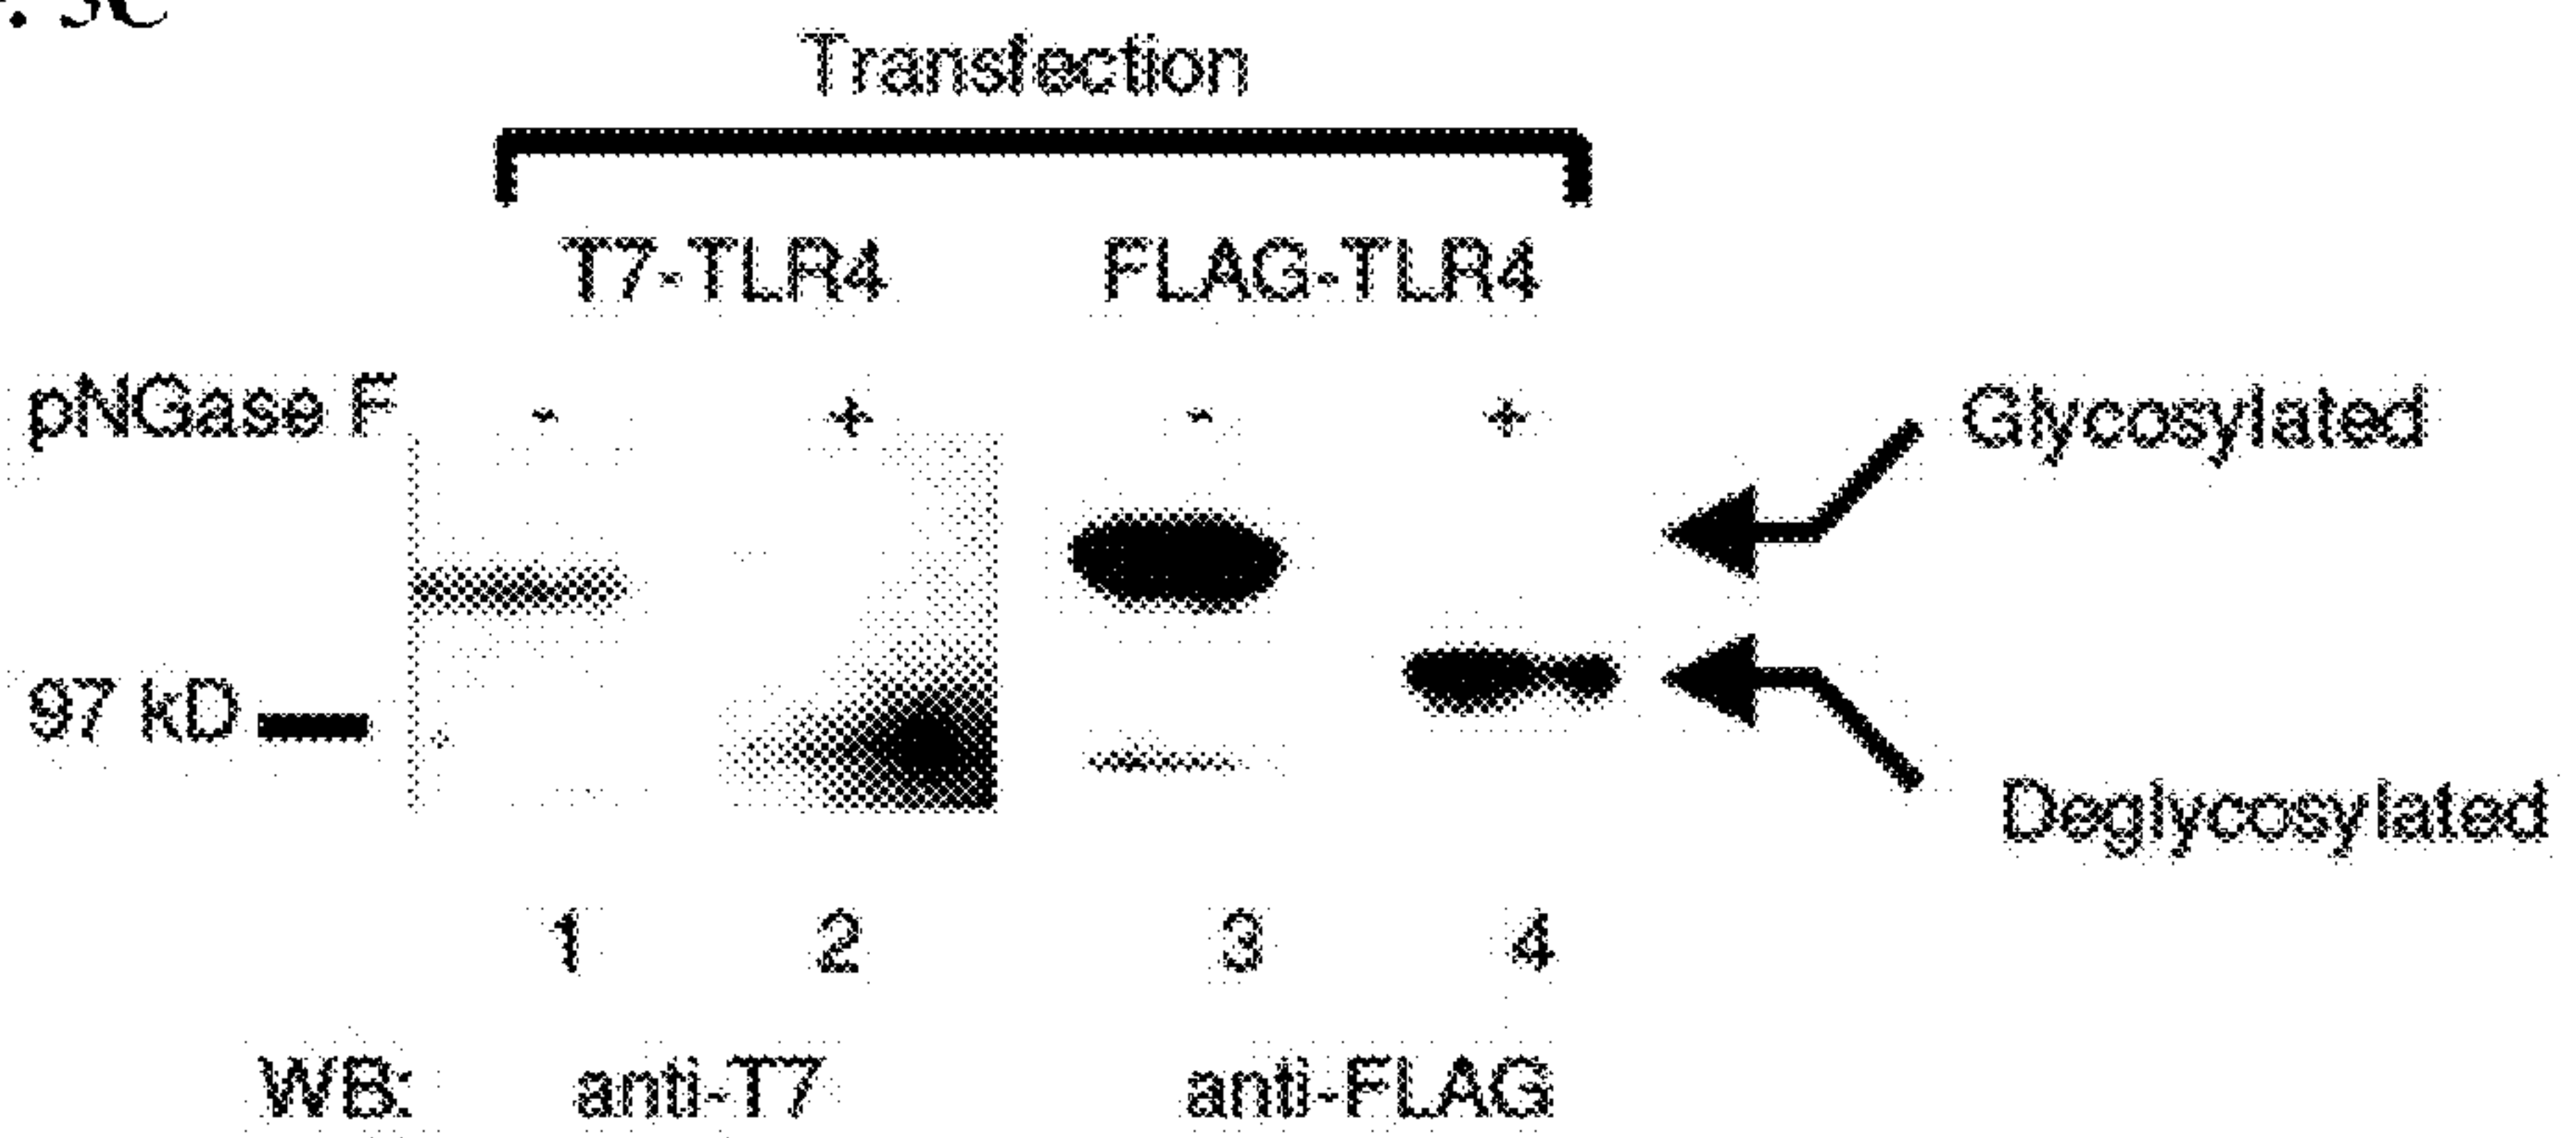 . 3C
Transfection
T7-TLR4 FLAG-TLR4
pNGase F - + - + Glycosylated
97 kD
Deglycosylated
1 2 3 4
WB: anti-T7 anti-FLAG